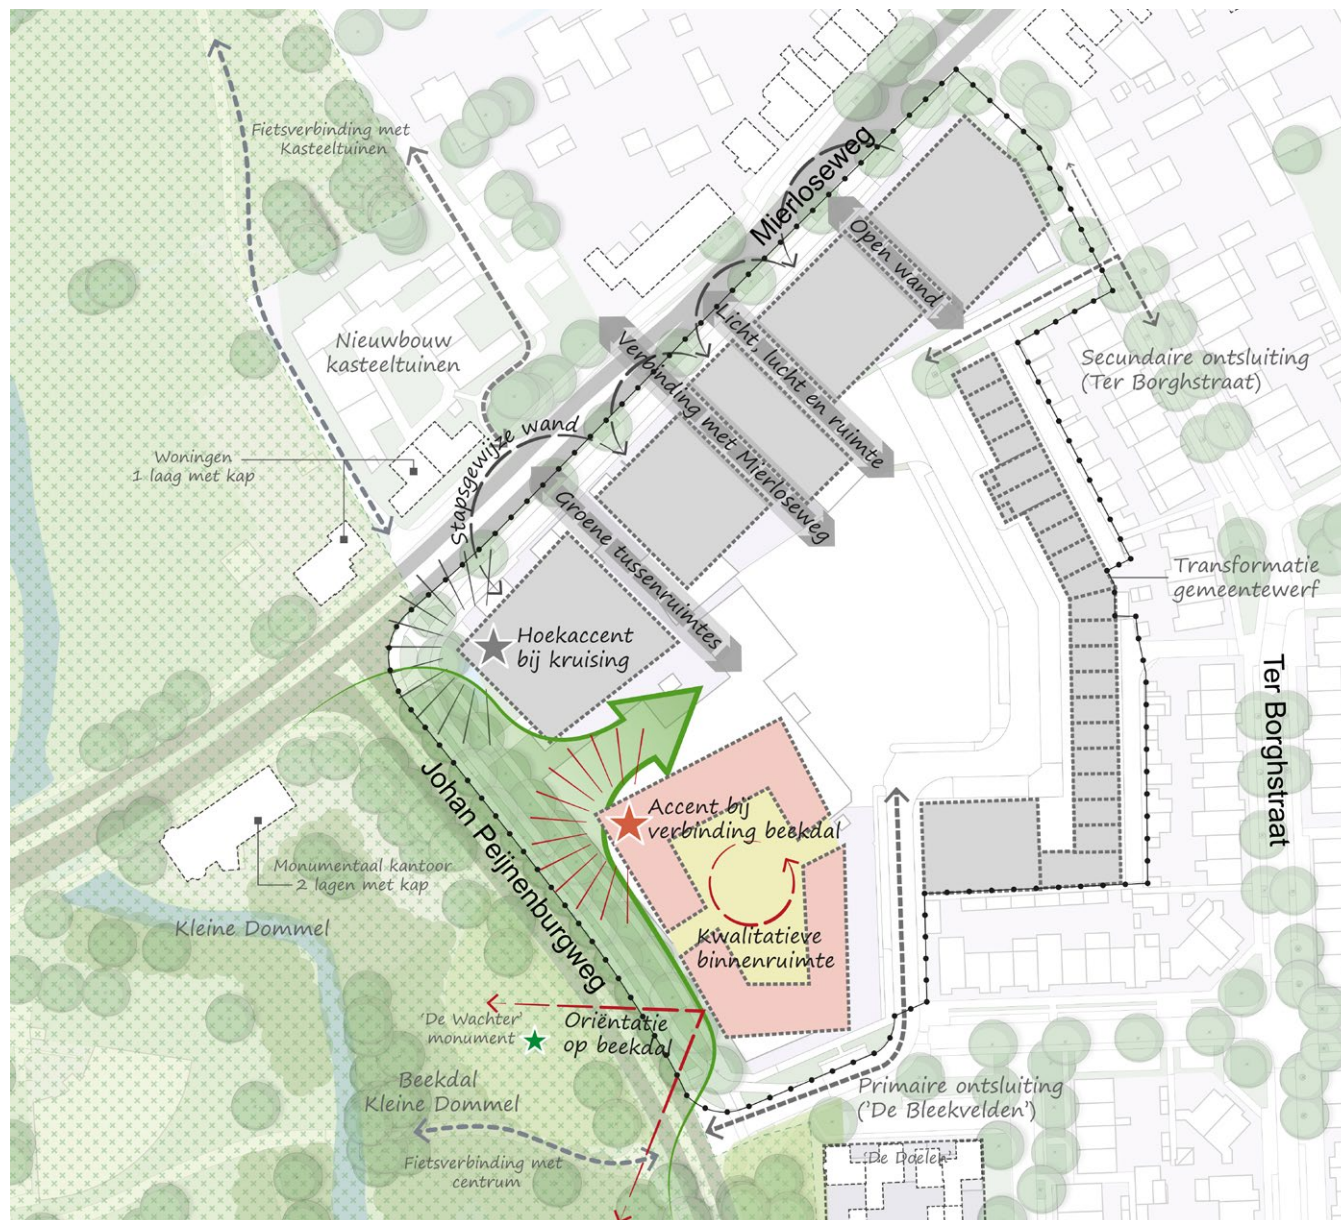 Fietsverbinding met
Kasteeltuinen
Mierloseweg
Open wand
Nieuwbouw
kasteeltuinen
Licht, lucht en ruimte
Verbinding met Mierloseweg
Secundaire ontsluiting
(Ter Borghstraat)
Stapsgewijze wand
Woningen
1 laag met kap
Groene tussenruimtes
Transformatie
gemeentewerf
Hoekaccent
bij kruising
Ter Borghstraat
Johan Peijnenburgweg
Accent bij
verbinding beekdal
Monumentaal kantoor
2 lagen met kap
Kleine Dommel
Kwalitatieve
binnenruimte
'De Wachter'
monument
Oriëntatie
op beekdal
Beekdal
Kleine Dommel
Primaire ontsluiting
('De Bleekvelden')
Fietsverbinding met
centrum
'De Doelen'